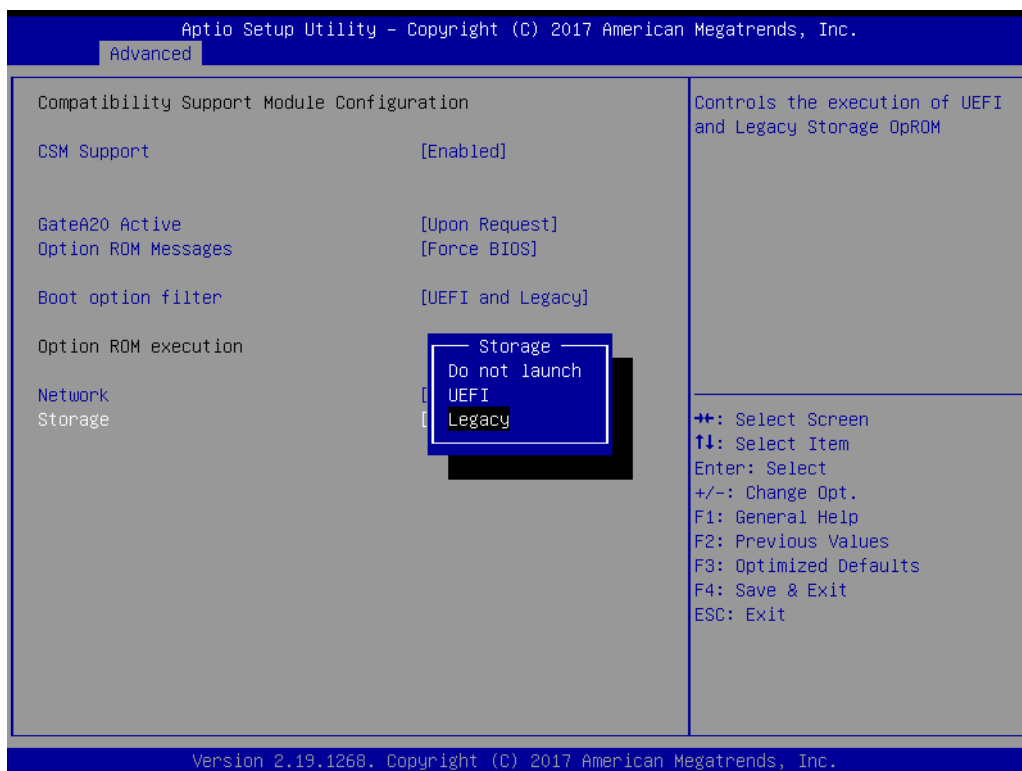 Aptio Setup Utility – Copyright (C) 2017 American Megatrends, Inc.
Advanced
Compatibility Support Module Configuration
CSM Support [Enabled]
GateA20 Active [Upon Request]
Option ROM Messages [Force BIOS]
Boot option filter [UEFI and Legacy]
Option ROM execution
Network [
Storage [
Storage
Do not launch
UEFI
Legacy
Controls the execution of UEFI
and Legacy Storage OpROM
→←: Select Screen
↑↓: Select Item
Enter: Select
+/-: Change Opt.
F1: General Help
F2: Previous Values
F3: Optimized Defaults
F4: Save & Exit
ESC: Exit
Version 2.19.1268. Copyright (C) 2017 American Megatrends, Inc.